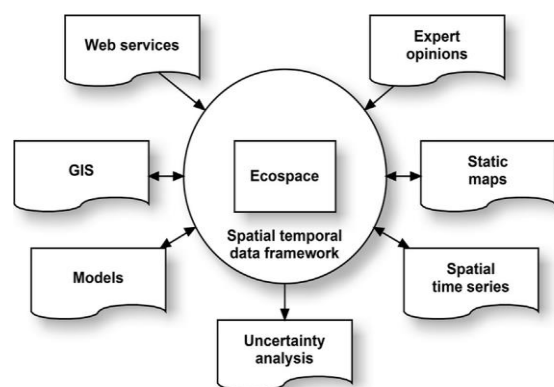 Web services
Expert
opinions
GIS
Ecospace
Static
maps
Spatial temporal
data framework
Models
Spatial
time series
Uncertainty
analysis